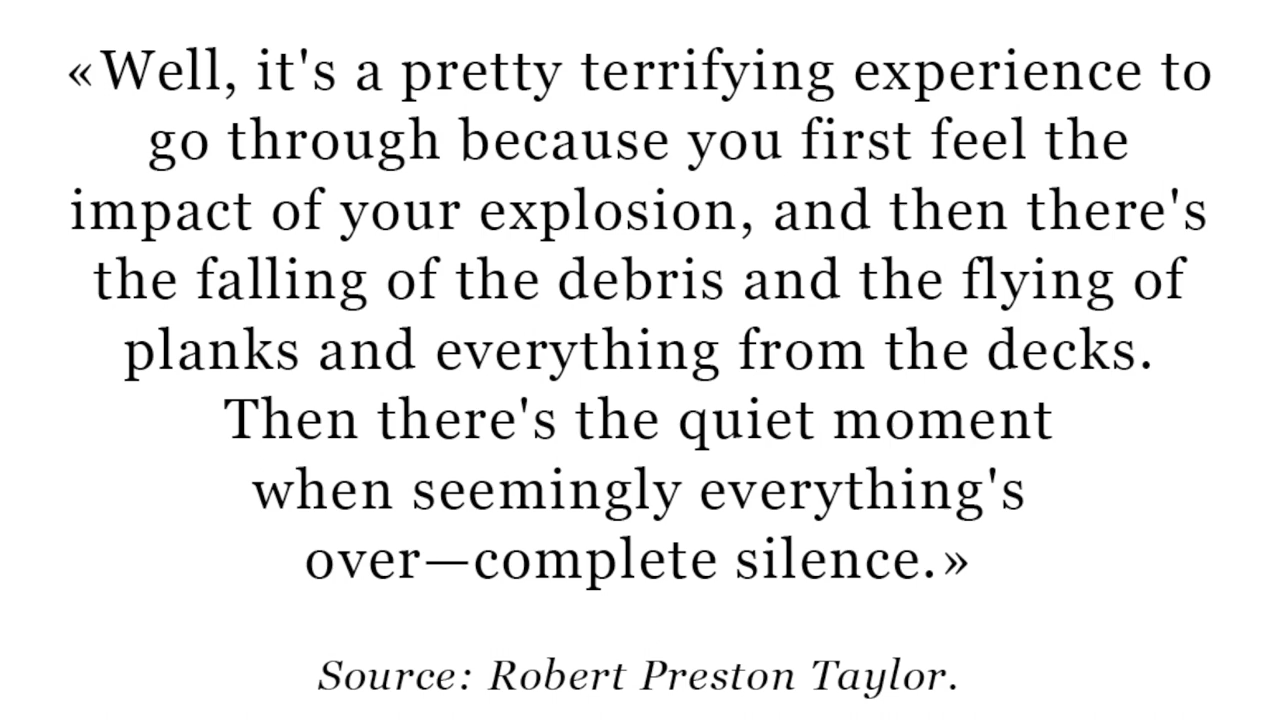 «Well, it's a pretty terrifying experience to
go through because you first feel the
impact of your explosion, and then there's
the falling of the debris and the flying of
planks and everything from the decks.
Then there's the quiet moment
when seemingly everything's
over—complete silence.»
Source: Robert Preston Taylor.